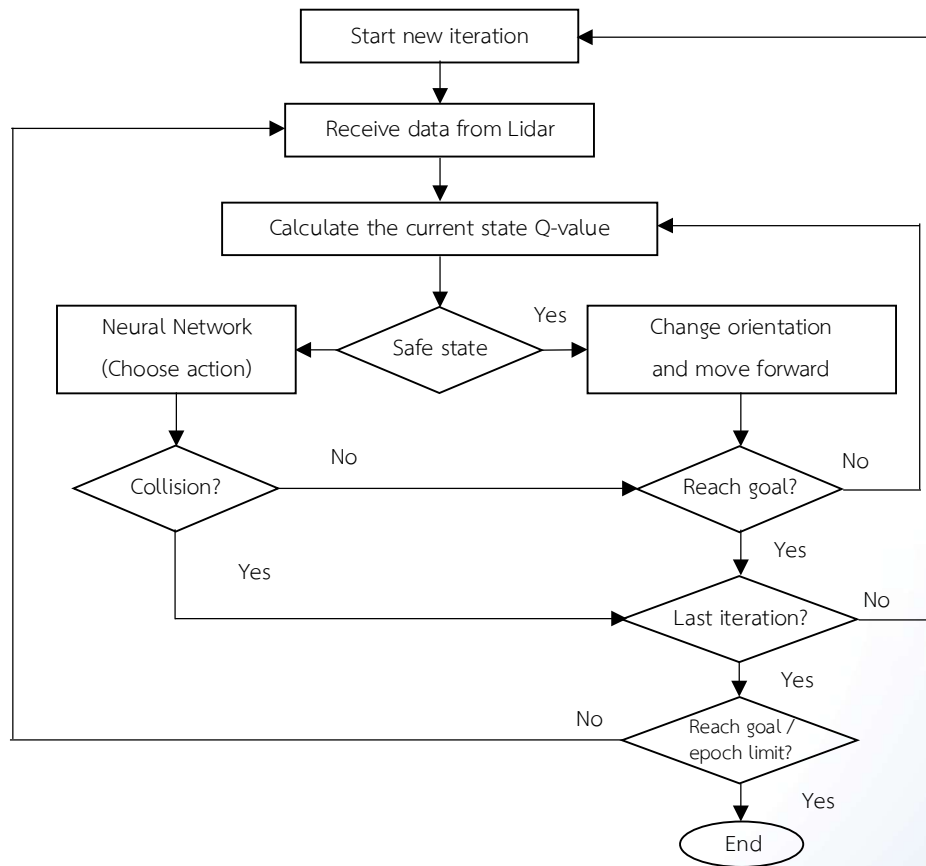 Start new iteration
Receive data from Lidar
Calculate the current state Q-value
Neural Network
(Choose action)
Safe state
Yes
Change orientation
and move forward
Collision?
No
Reach goal?
No
Yes
Yes
Last iteration?
No
Yes
No
Reach goal /
epoch limit?
Yes
End